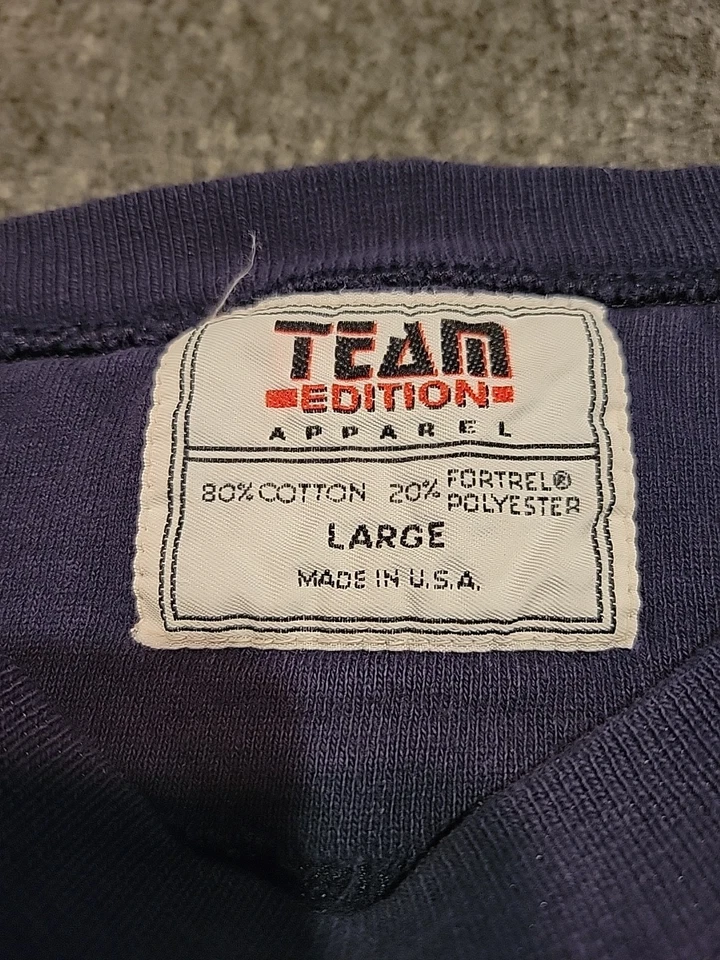 TEAM
EDITION
APPAREL
80% COTTON 20% FORTREL®
POLYESTER
LARGE
MADE IN U.S.A.